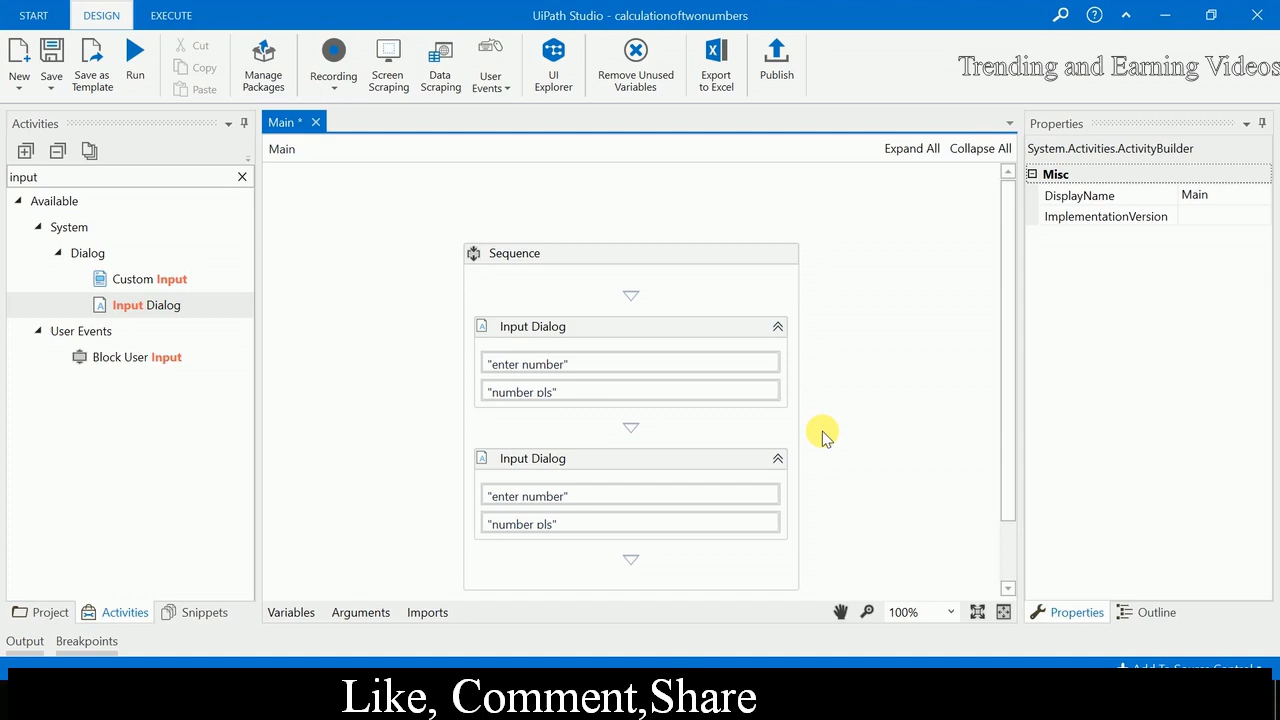 START DESIGN EXECUTE UiPath Studio - calculationoftwonumbers
New Save Save as Template Run Cut Copy Paste Manage Packages Recording Screen Scraping Data Scraping User Events UI Explorer Remove Unused Variables Export to Excel Publish Trending and Earning Videos
Activities
input
Available
System
Dialog
Custom Input
Input Dialog
User Events
Block User Input
Project Activities Snippets
Main *
Main Expand All Collapse All
Sequence
Input Dialog
"enter number"
"number pls"
Input Dialog
"enter number"
"number pls"
Variables Arguments Imports 100%
Properties
System.Activities.ActivityBuilder
Misc
DisplayName Main
ImplementationVersion
Properties Outline
Output Breakpoints
Add To Source Control
Like, Comment,Share